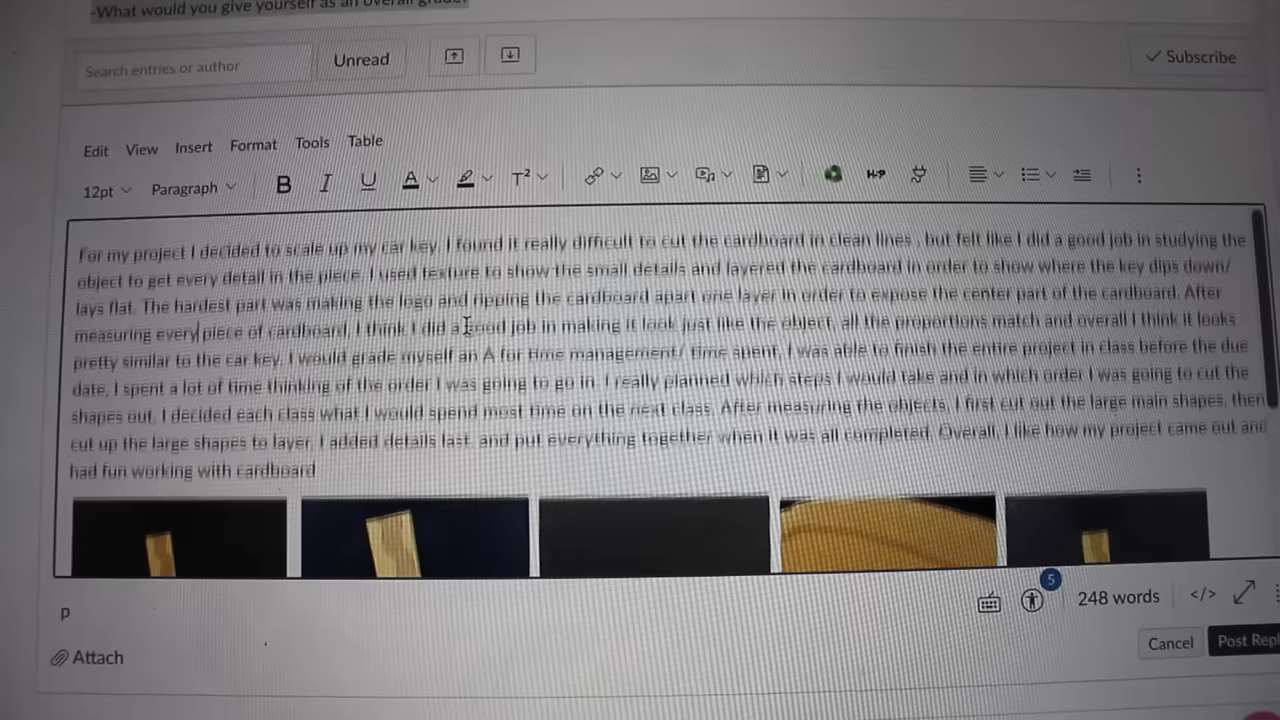 -What would you give yourself as an overall grade?
Search entries or author
Unread
Subscribe
Edit View Insert Format Tools Table
12pt Paragraph B I U A T²
For my project I decided to scale up my car key. I found it really difficult to cut the cardboard in clean lines, but felt like I did a good job in studying the
object to get every detail in the piece. I used texture to show the small details and layered the cardboard in order to show where the key dips down/
lays flat. The hardest part was making the logo and ripping the cardboard apart one layer in order to expose the center part of the cardboard. After
measuring every piece of cardboard, I think I did a good job in making it look just like the object, all the proportions match and overall I think it looks
pretty similar to the car key. I would grade myself an A for time management/ time spent. I was able to finish the entire project in class before the due
date. I spent a lot of time thinking of the order I was going to go in. I really planned which steps I would take and in which order I was going to cut the
shapes out. I decided each class what I would spend most time on the next class. After measuring the objects, I first cut out the large main shapes, then
cut up the large shapes to layer. I added details last, and put everything together when it was all completed. Overall, I like how my project came out and
had fun working with cardboard
5
p
248 words </>
Attach
Cancel
Post Repl